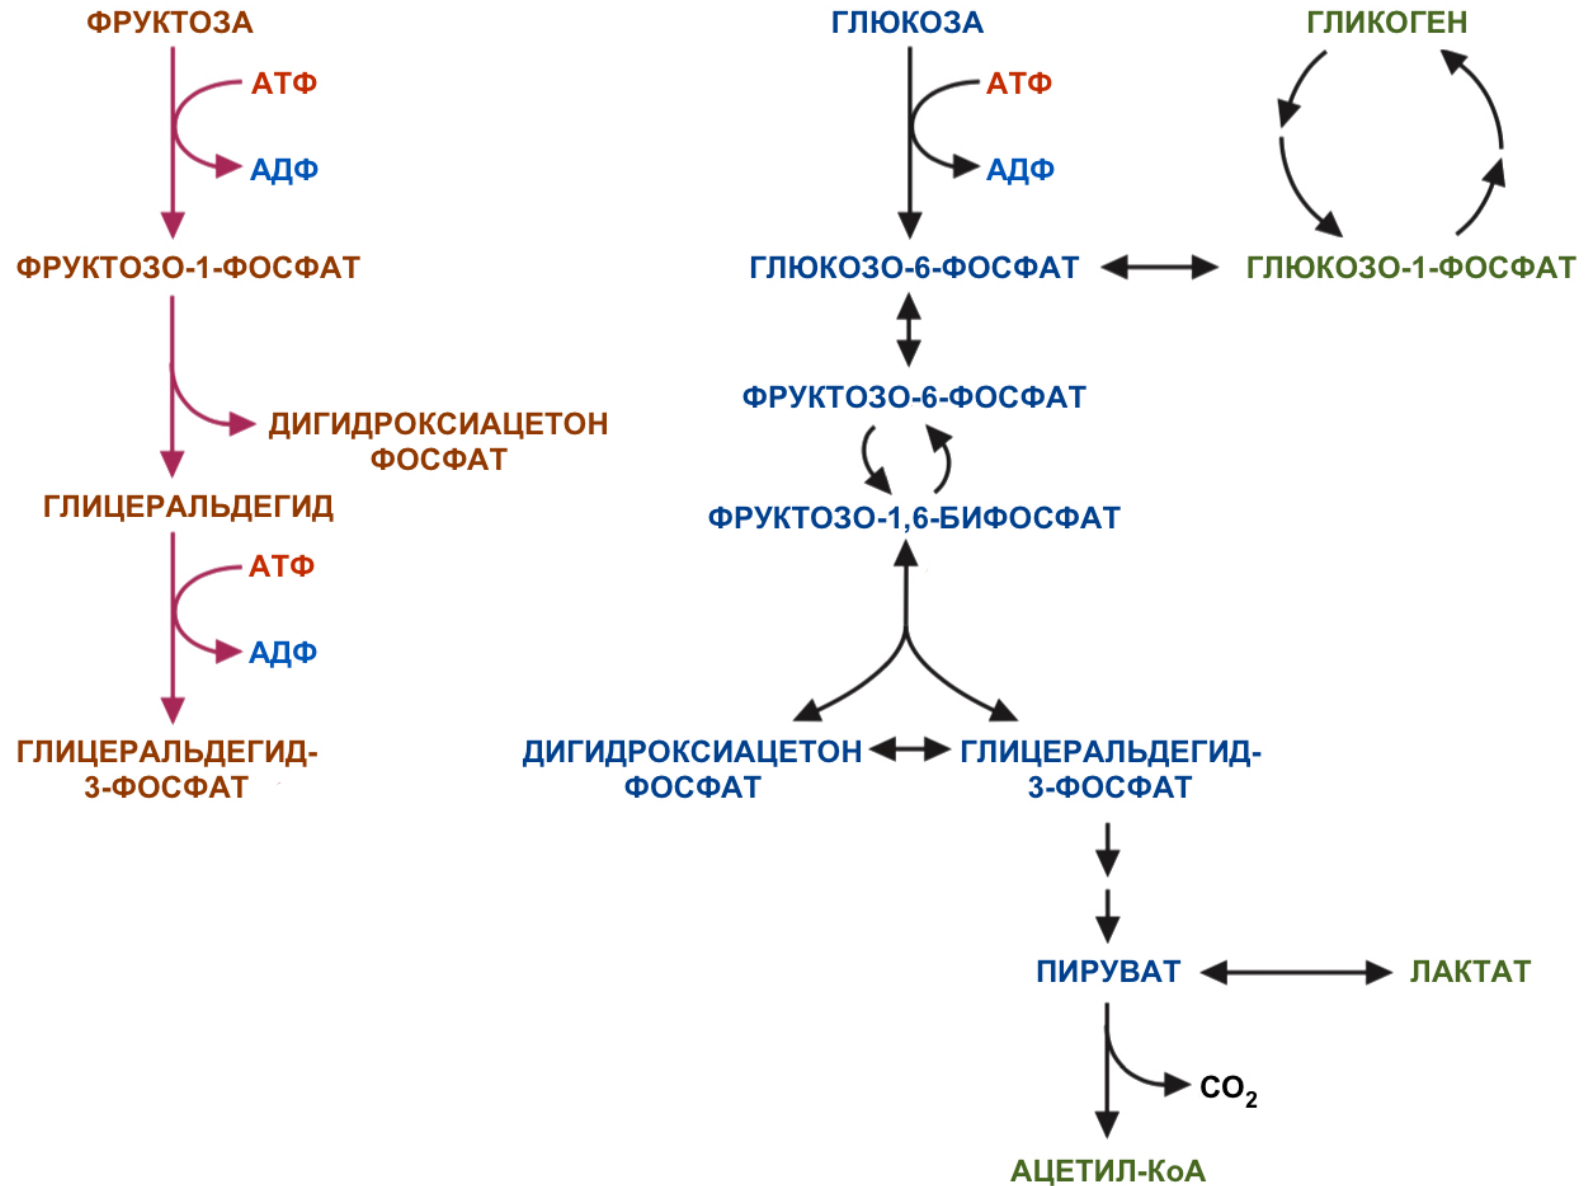 ФРУКТОЗА
АТФ
АДФ
ФРУКТОЗО-1-ФОСФАТ
ДИГИДРОКСИАЦЕТОН
ФОСФАТ
ГЛИЦЕРАЛЬДЕГИД
АТФ
АДФ
ГЛИЦЕРАЛЬДЕГИД-
3-ФОСФАТ
ГЛЮКОЗА
АТФ
АДФ
ГЛЮКОЗО-6-ФОСФАТ
ФРУКТОЗО-6-ФОСФАТ
ФРУКТОЗО-1,6-БИФОСФАТ
ДИГИДРОКСИАЦЕТОН
ФОСФАТ
ГЛИЦЕРАЛЬДЕГИД-
3-ФОСФАТ
ПИРУВАТ
ЛАКТАТ
CO₂
АЦЕТИЛ-КоА
ГЛИКОГЕН
ГЛЮКОЗО-1-ФОСФАТ